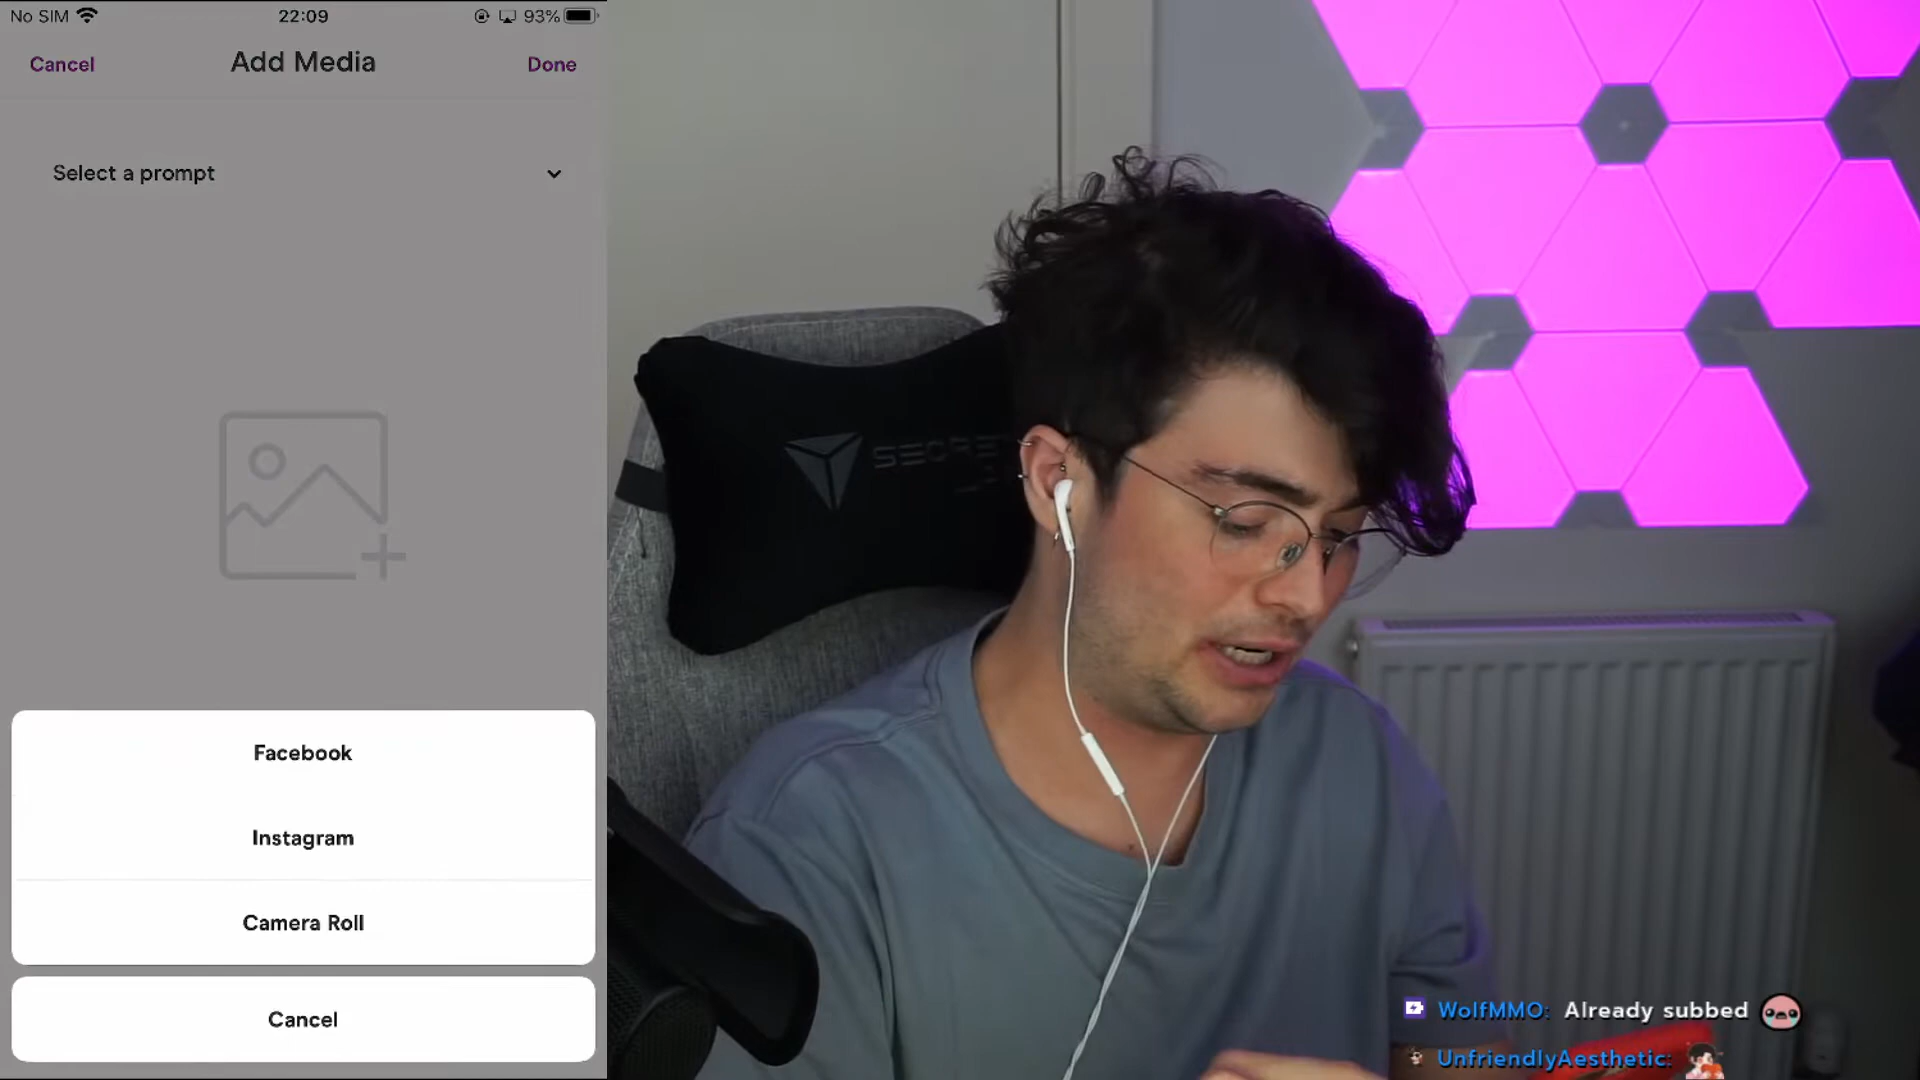 No SIM 22:09 93%
Cancel Add Media Done
Select a prompt
Facebook
Instagram
Camera Roll
Cancel
WolfMMO: Already subbed
UnfriendlyAesthetic: